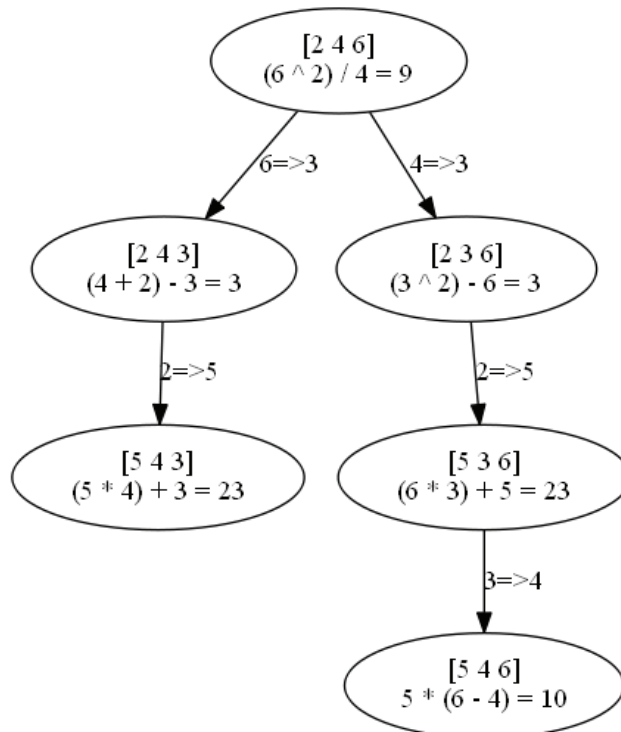 [2 4 6]
(6 ^ 2) / 4 = 9
6=>3
4=>3
[2 4 3]
(4 + 2) - 3 = 3
[2 3 6]
(3 ^ 2) - 6 = 3
2=>5
2=>5
[5 4 3]
(5 * 4) + 3 = 23
[5 3 6]
(6 * 3) + 5 = 23
3=>4
[5 4 6]
5 * (6 - 4) = 10